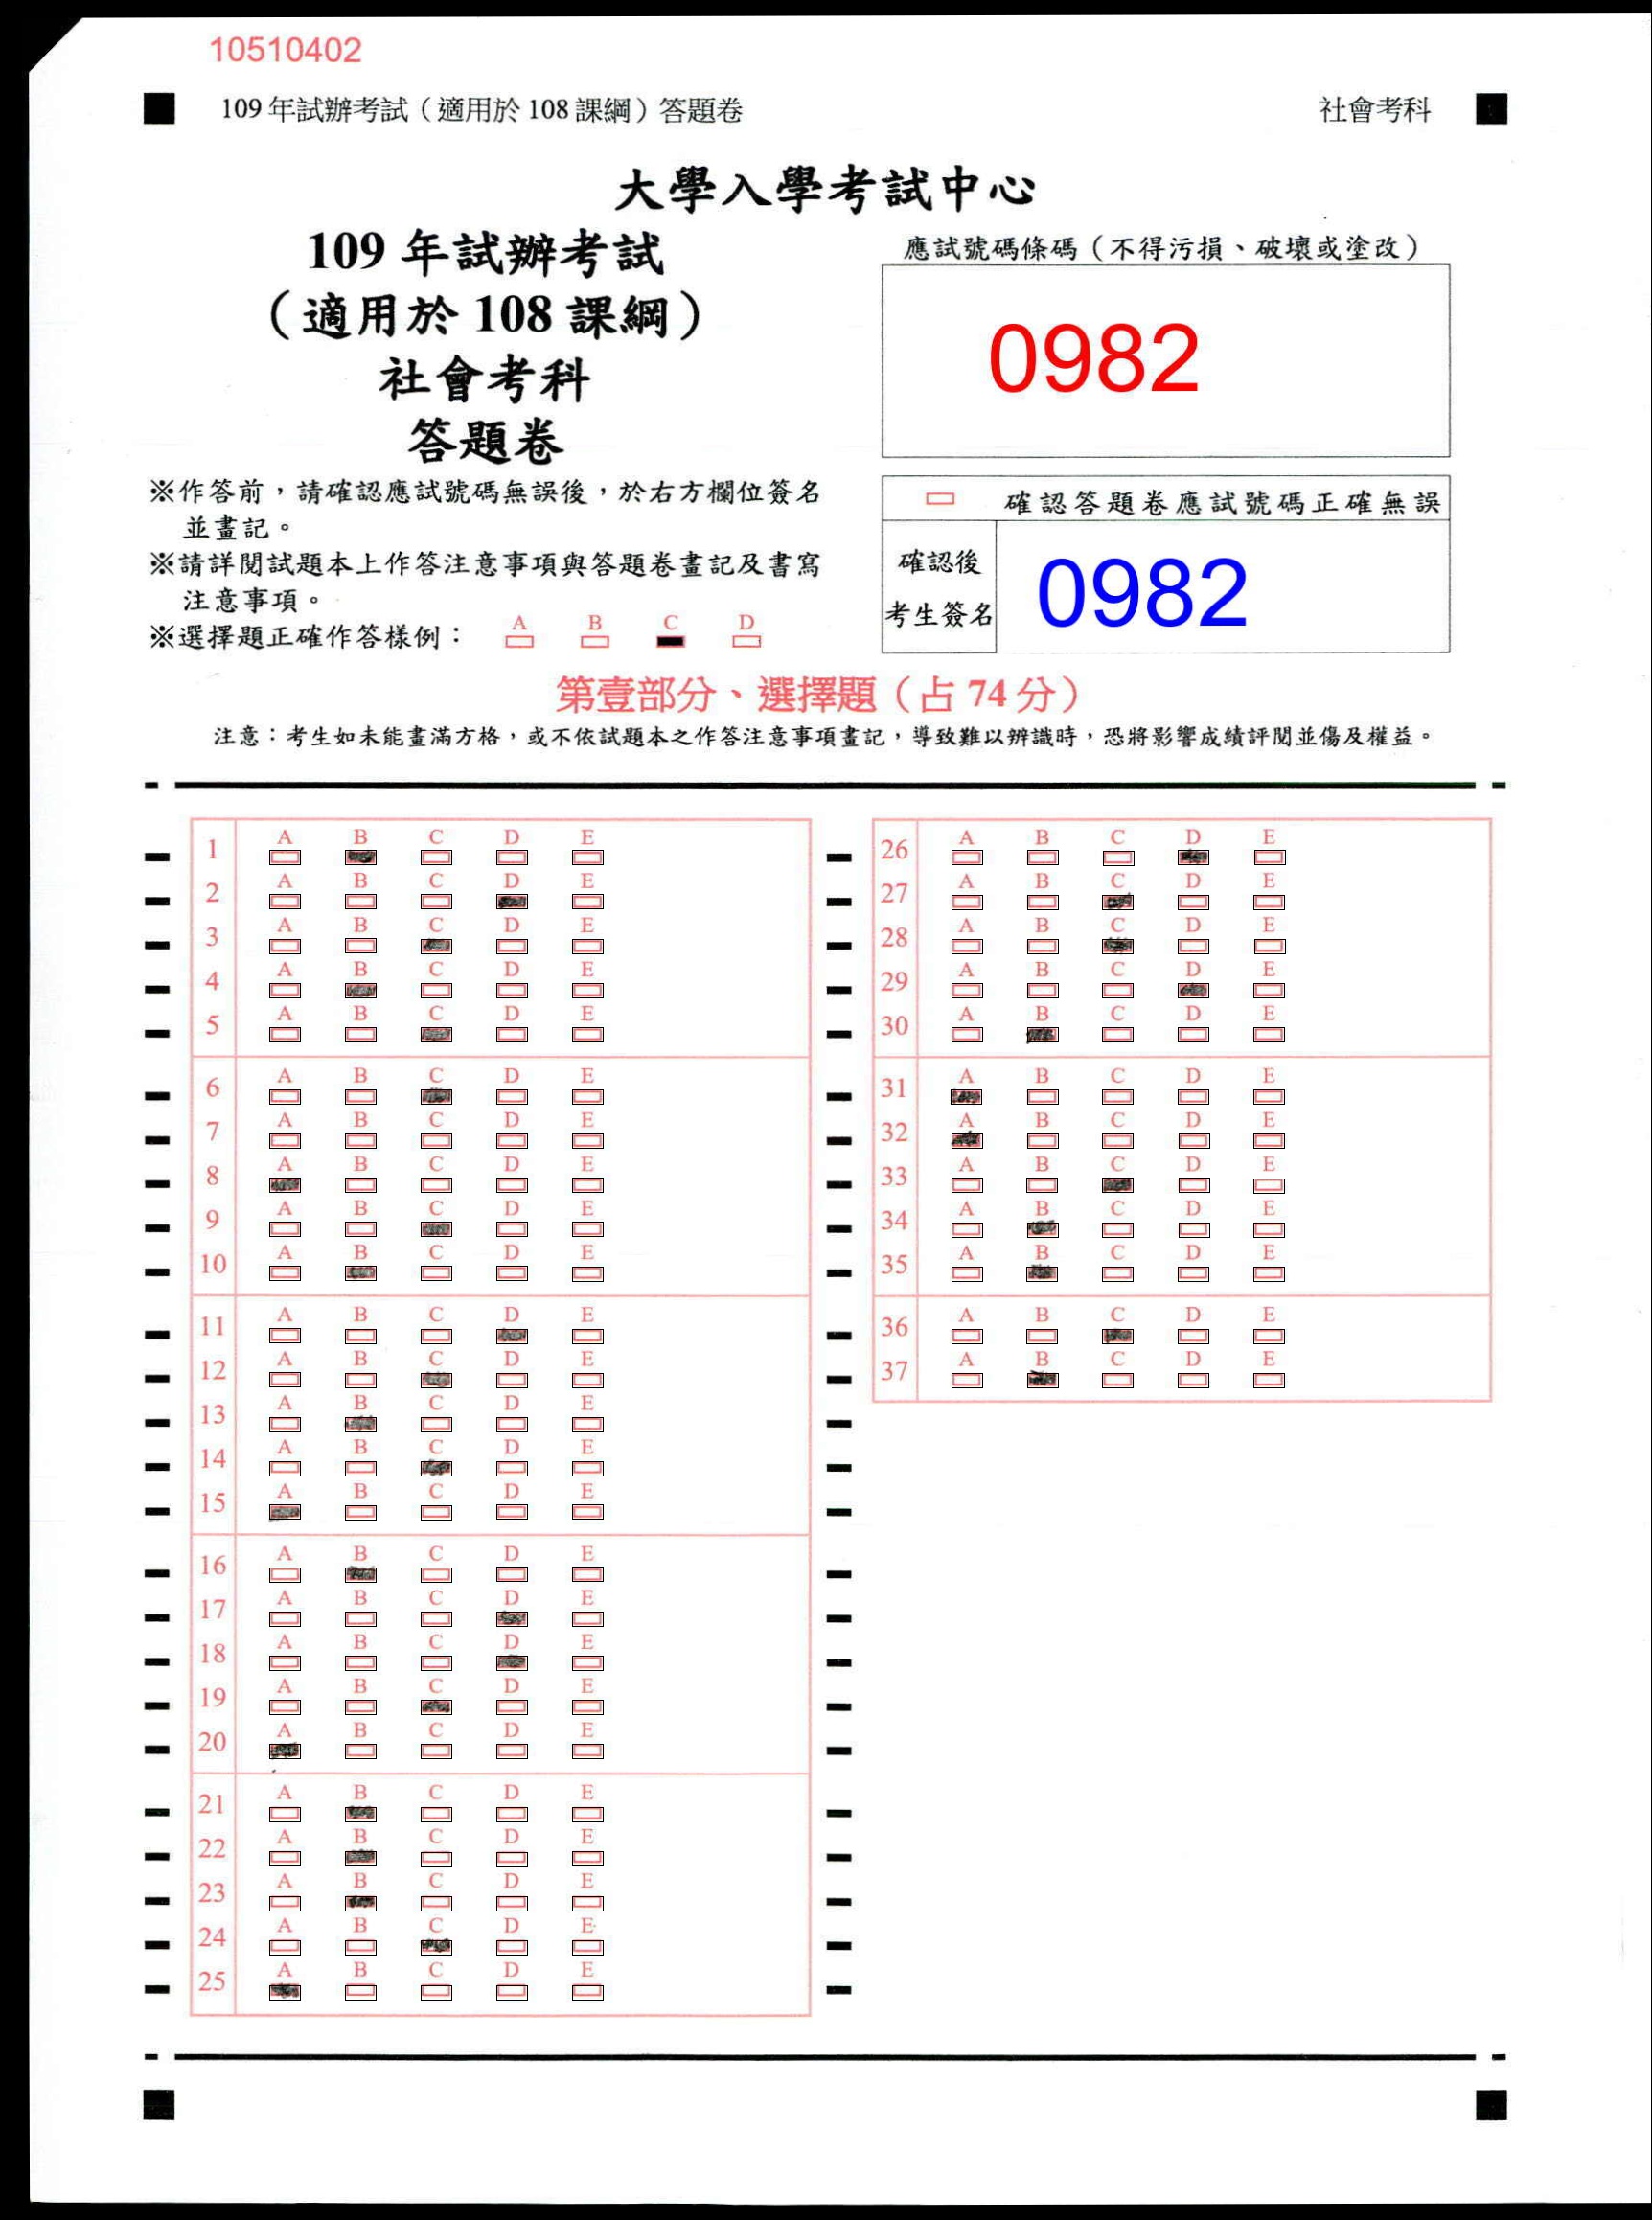 10510402
109年試辦考試（適用於108課綱）答題卷 社會考科
大學入學考試中心
109 年試辦考試
（適用於108課綱）
社會考科
答題卷
應試號碼條碼（不得污損、破壞或塗改）
0982
※作答前，請確認應試號碼無誤後，於右方欄位簽名
並畫記。
※請詳閱試題本上作答注意事項與答題卷畫記及書寫
注意事項。
※選擇題正確作答樣例： A B C D
確認答題卷應試號碼正確無誤
確認後
考生簽名
0982
第壹部分、選擇題（占74分）
注意：考生如未能畫滿方格，或不依試題本之作答注意事項畫記，導致難以辨識時，恐將影響成績評閱並傷及權益。
1 A B C D E
2 A B C D E
3 A B C D E
4 A B C D E
5 A B C D E
6 A B C D E
7 A B C D E
8 A B C D E
9 A B C D E
10 A B C D E
11 A B C D E
12 A B C D E
13 A B C D E
14 A B C D E
15 A B C D E
16 A B C D E
17 A B C D E
18 A B C D E
19 A B C D E
20 A B C D E
21 A B C D E
22 A B C D E
23 A B C D E
24 A B C D E
25 A B C D E
26 A B C D E
27 A B C D E
28 A B C D E
29 A B C D E
30 A B C D E
31 A B C D E
32 A B C D E
33 A B C D E
34 A B C D E
35 A B C D E
36 A B C D E
37 A B C D E